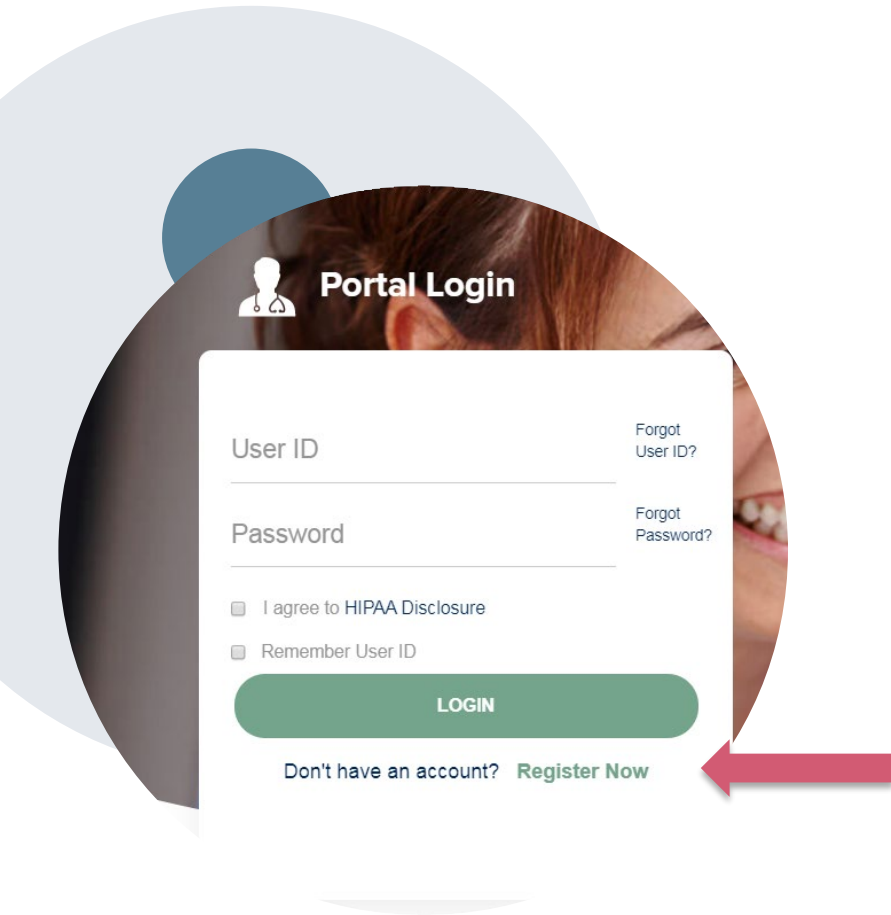 Portal Login
User ID
Forgot
User ID?
Password
Forgot
Password?
I agree to HIPAA Disclosure
Remember User ID
LOGIN
Don't have an account? Register Now